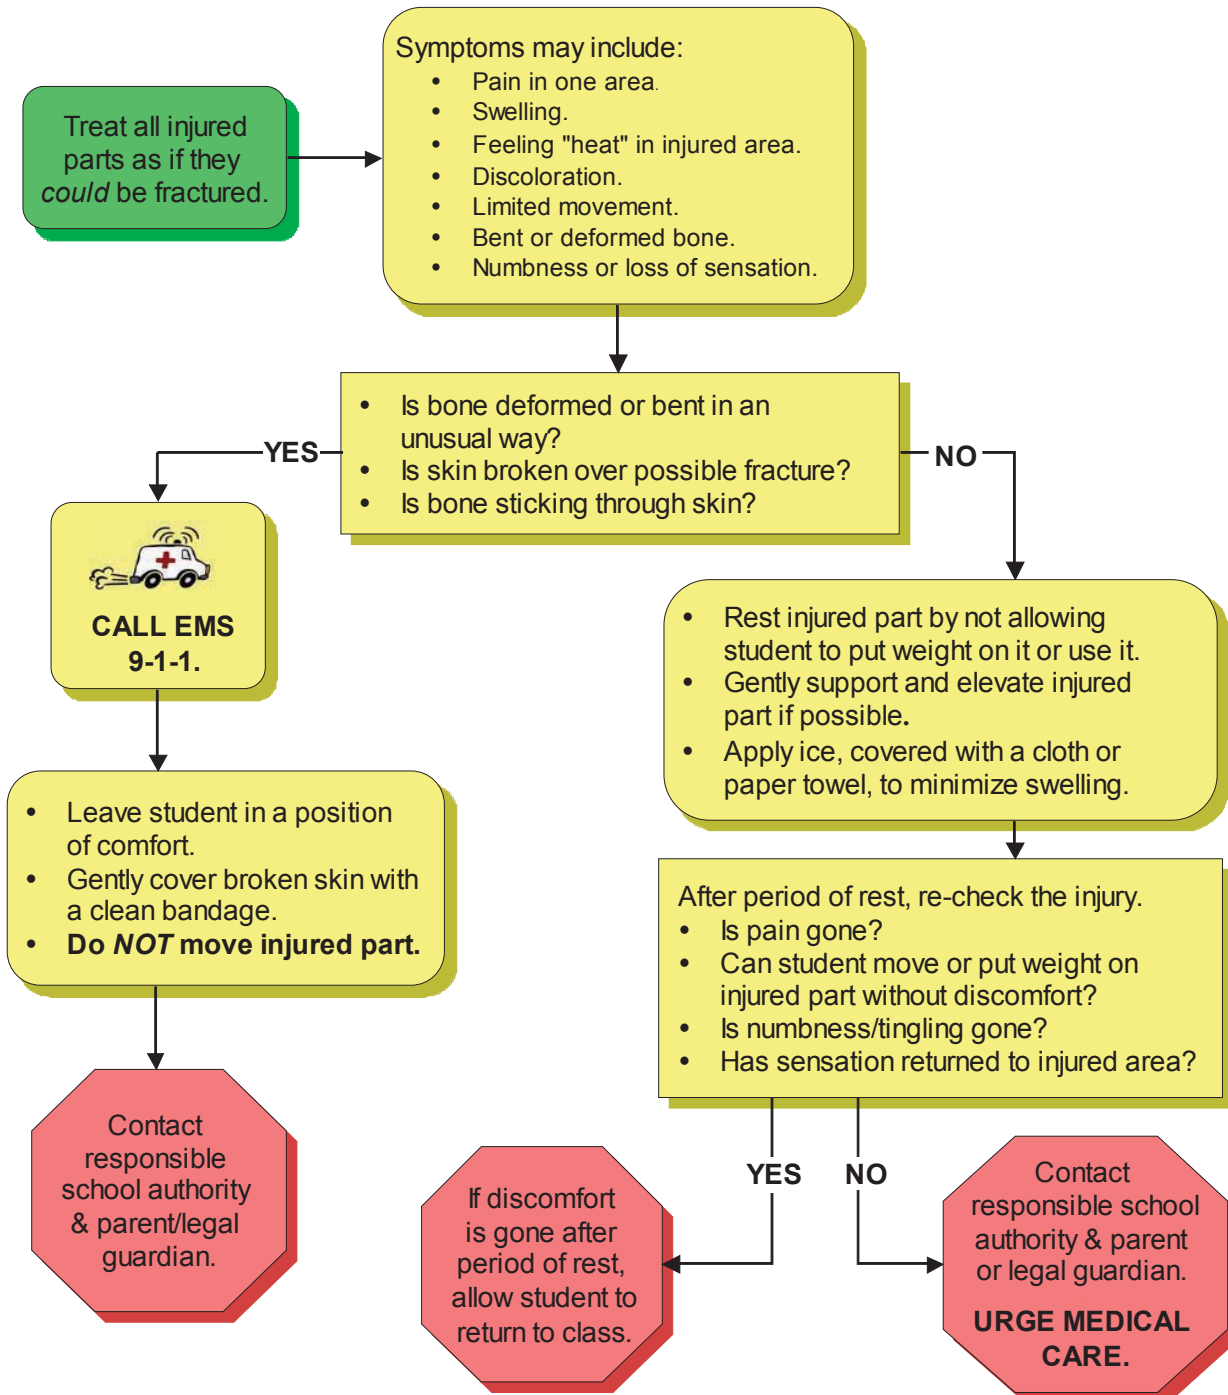 Treat all injured
parts as if they
could be fractured.
Symptoms may include:
• Pain in one area.
• Swelling.
• Feeling "heat" in injured area.
• Discoloration.
• Limited movement.
• Bent or deformed bone.
• Numbness or loss of sensation.
• Is bone deformed or bent in an
unusual way?
• Is skin broken over possible fracture?
• Is bone sticking through skin?
YES
NO
CALL EMS
9-1-1.
• Leave student in a position
of comfort.
• Gently cover broken skin with
a clean bandage.
• Do NOT move injured part.
Contact
responsible
school authority
& parent/legal
guardian.
• Rest injured part by not allowing
student to put weight on it or use it.
• Gently support and elevate injured
part if possible.
• Apply ice, covered with a cloth or
paper towel, to minimize swelling.
After period of rest, re-check the injury.
• Is pain gone?
• Can student move or put weight on
injured part without discomfort?
• Is numbness/tingling gone?
• Has sensation returned to injured area?
YES
NO
If discomfort
is gone after
period of rest,
allow student to
return to class.
Contact
responsible school
authority & parent
or legal guardian.
URGE MEDICAL
CARE.